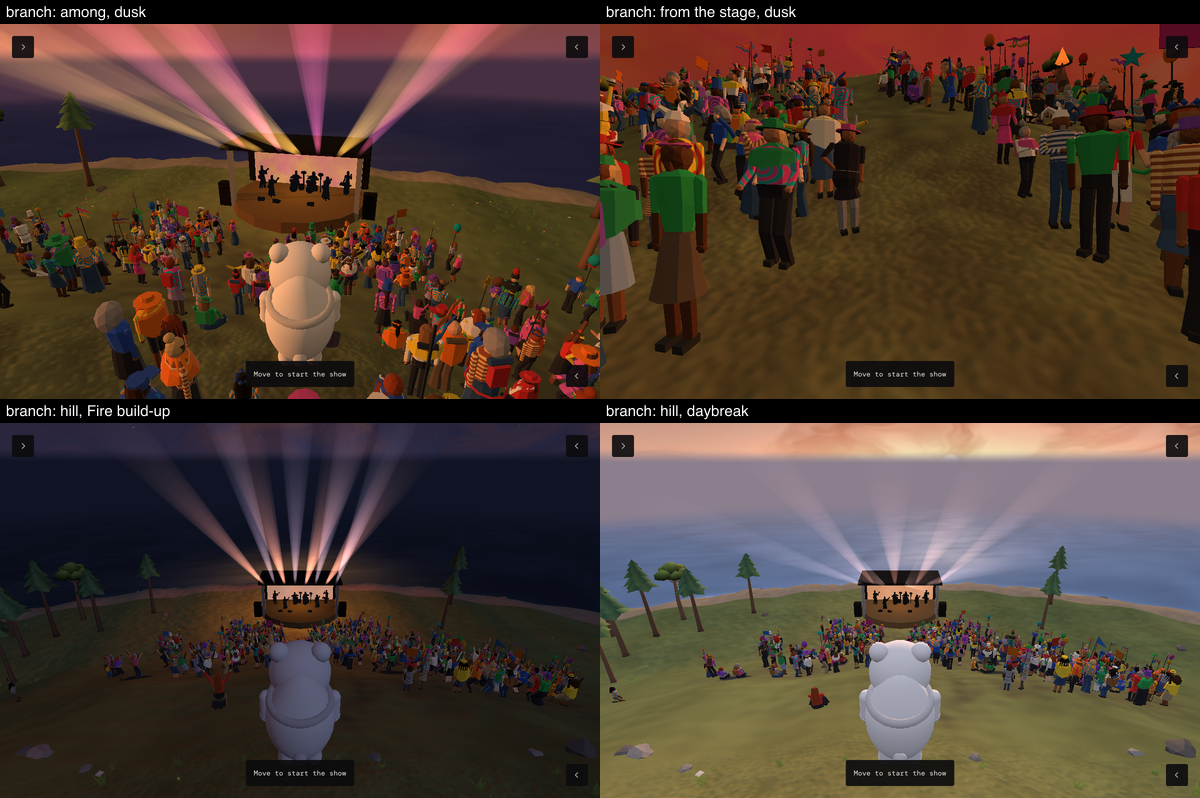 branch: among, dusk
branch: from the stage, dusk
Move to start the show
Move to start the show
branch: hill, Fire build-up
branch: hill, daybreak
Move to start the show
Move to start the show